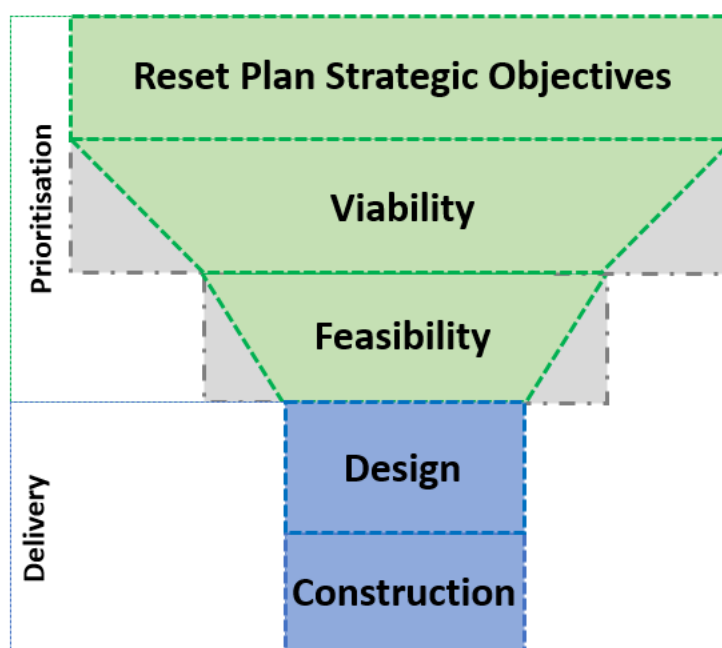 Reset Plan Strategic Objectives
Prioritisation
Viability
Feasibility
Delivery
Design
Construction